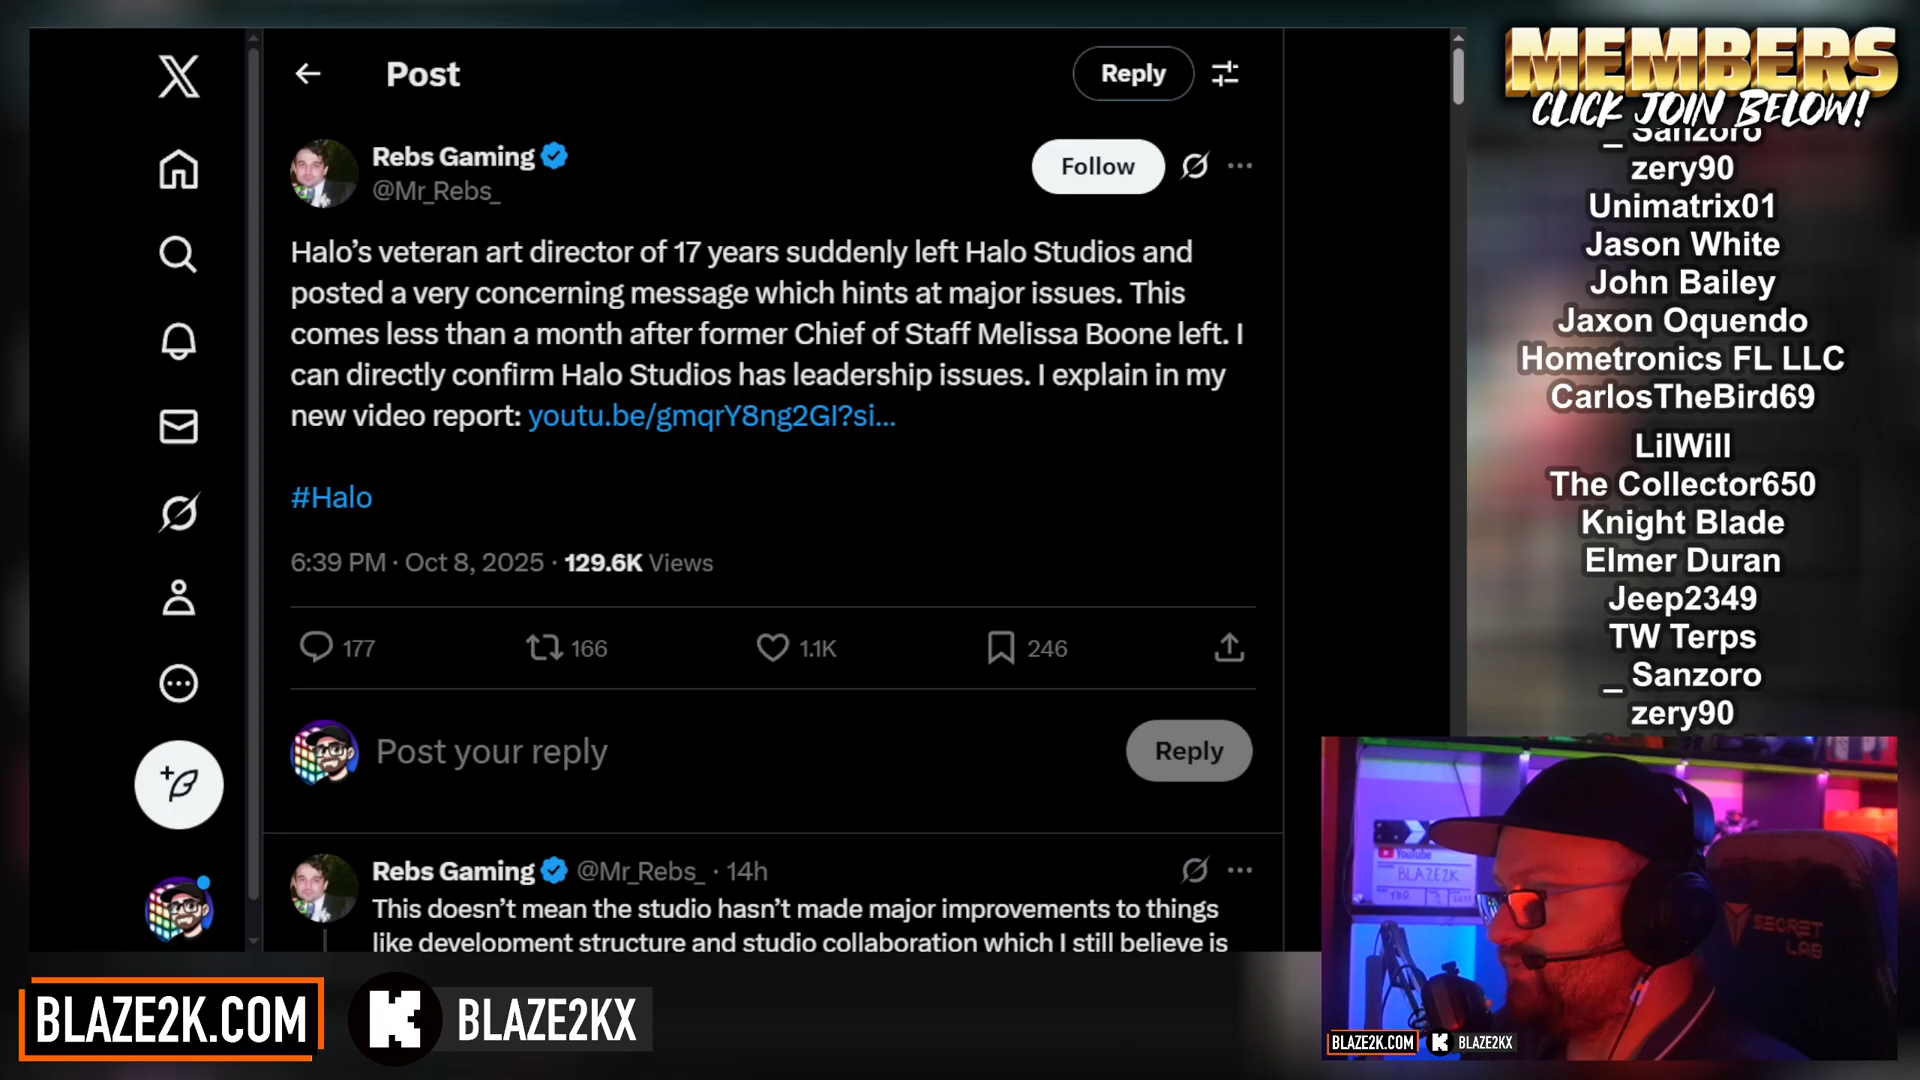 Post
Reply
Rebs Gaming
@Mr_Rebs_
Follow
Halo's veteran art director of 17 years suddenly left Halo Studios and
posted a very concerning message which hints at major issues. This
comes less than a month after former Chief of Staff Melissa Boone left. I
can directly confirm Halo Studios has leadership issues. I explain in my
new video report: youtu.be/gmqrY8ng2GI?si...
#Halo
6:39 PM · Oct 8, 2025 · 129.6K Views
177
166
1.1K
246
Post your reply
Reply
Rebs Gaming @Mr_Rebs_ · 14h
This doesn't mean the studio hasn't made major improvements to things
like development structure and studio collaboration which I still believe is
MEMBERS
CLICK JOIN BELOW!
_ Sanzoro
zery90
Unimatrix01
Jason White
John Bailey
Jaxon Oquendo
Hometronics FL LLC
CarlosTheBird69
LilWill
The Collector650
Knight Blade
Elmer Duran
Jeep2349
TW Terps
_ Sanzoro
zery90
YouTube
BLAZE2K
TBD
SECRET
LAB
BLAZE2K.COM
K BLAZE2KX
BLAZE2K.COM
K BLAZE2KX